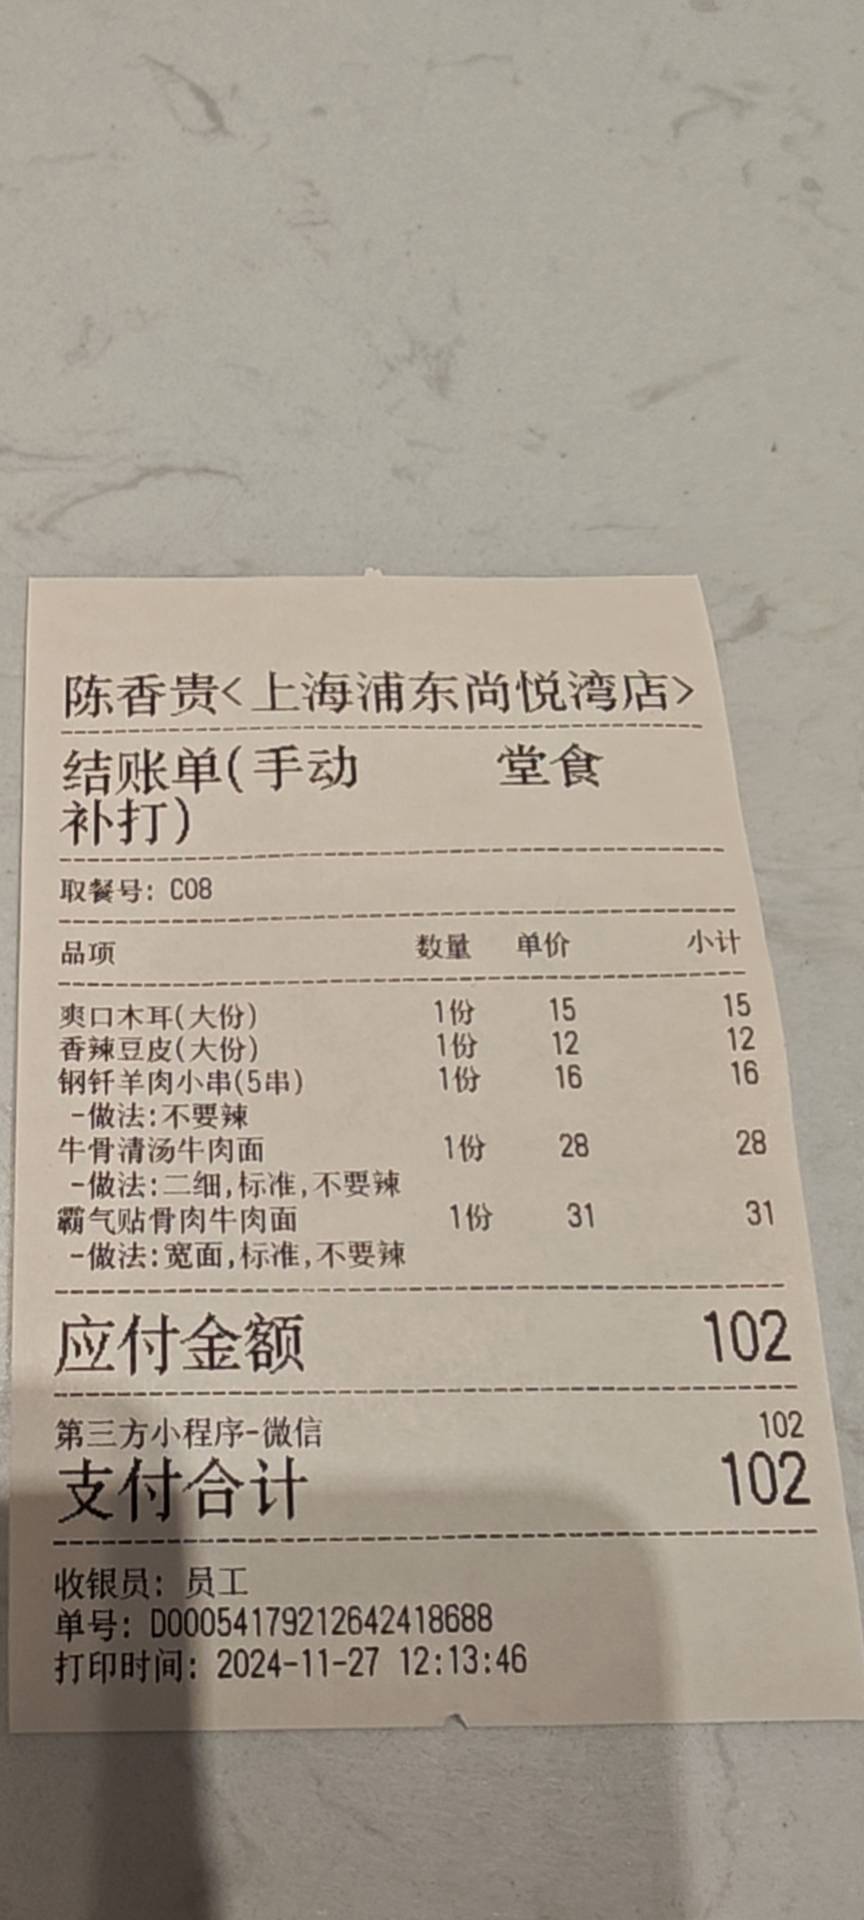 陈香贵<上海浦东尚悦湾店>
结账单(手动 堂食
补打)
取餐号: C08
品项 数量 单价 小计
爽口木耳(大份) 1份 15 15
香辣豆皮(大份) 1份 12 12
钢钎羊肉小串(5串) 1份 16 16
-做法:不要辣
牛骨清汤牛肉面 1份 28 28
-做法:二细,标准,不要辣
霸气贴骨肉牛肉面 1份 31 31
-做法:宽面,标准,不要辣
应付金额 102
第三方小程序-微信 102
支付合计 102
收银员: 员工
单号: D000541792126424186​88
打印时间: 2024-11-27 12:13:46